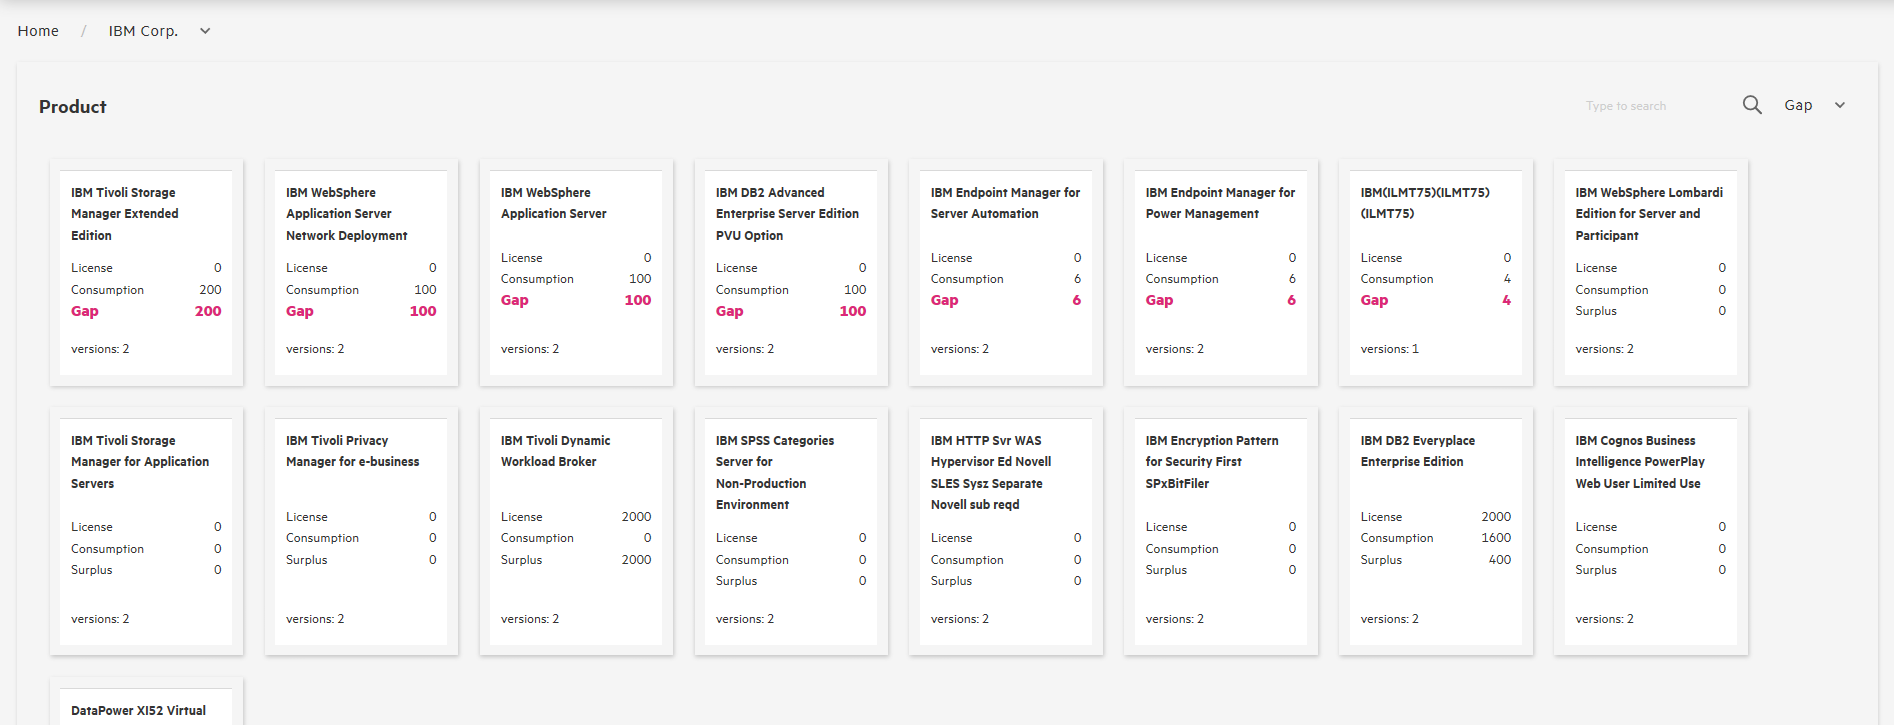 Home / IBM Corp.
Product
Type to search
Gap
IBM Tivoli Storage
Manager Extended
Edition
License 0
Consumption 200
Gap 200
versions: 2
IBM WebSphere
Application Server
Network Deployment
License 0
Consumption 100
Gap 100
versions: 2
IBM WebSphere
Application Server
License 0
Consumption 100
Gap 100
versions: 2
IBM DB2 Advanced
Enterprise Server Edition
PVU Option
License 0
Consumption 100
Gap 100
versions: 2
IBM Endpoint Manager for
Server Automation
License 0
Consumption 6
Gap 6
versions: 2
IBM Endpoint Manager for
Power Management
License 0
Consumption 6
Gap 6
versions: 2
IBM(ILMT75)(ILMT75)
(ILMT75)
License 0
Consumption 4
Gap 4
versions: 1
IBM WebSphere Lombardi
Edition for Server and
Participant
License 0
Consumption 0
Surplus 0
versions: 2
IBM Tivoli Storage
Manager for Application
Servers
License 0
Consumption 0
Surplus 0
versions: 2
IBM Tivoli Privacy
Manager for e-business
License 0
Consumption 0
Surplus 0
versions: 2
IBM Tivoli Dynamic
Workload Broker
License 2000
Consumption 0
Surplus 2000
versions: 2
IBM SPSS Categories
Server for
Non-Production
Environment
License 0
Consumption 0
Surplus 0
versions: 2
IBM HTTP Svr WAS
Hypervisor Ed Novell
SLES Sysz Separate
Novell sub reqd
License 0
Consumption 0
Surplus 0
versions: 2
IBM Encryption Pattern
for Security First
SPxBitFiler
License 0
Consumption 0
Surplus 0
versions: 2
IBM DB2 Everyplace
Enterprise Edition
License 2000
Consumption 1600
Surplus 400
versions: 2
IBM Cognos Business
Intelligence PowerPlay
Web User Limited Use
License 0
Consumption 0
Surplus 0
versions: 2
DataPower XI52 Virtual